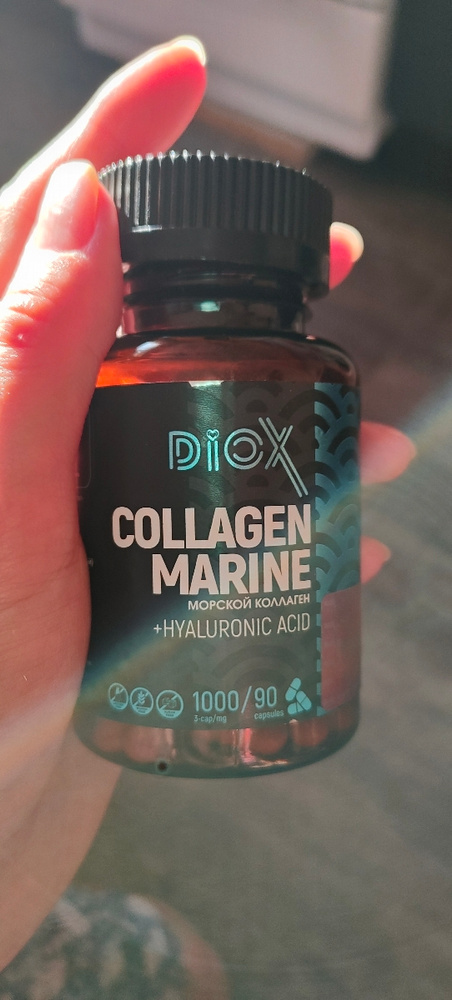 DiOX
COLLAGEN
MARINE
МОРСКОЙ КОЛЛАГЕН
+HYALURONIC ACID
1000/90
3-cap/mg capsules